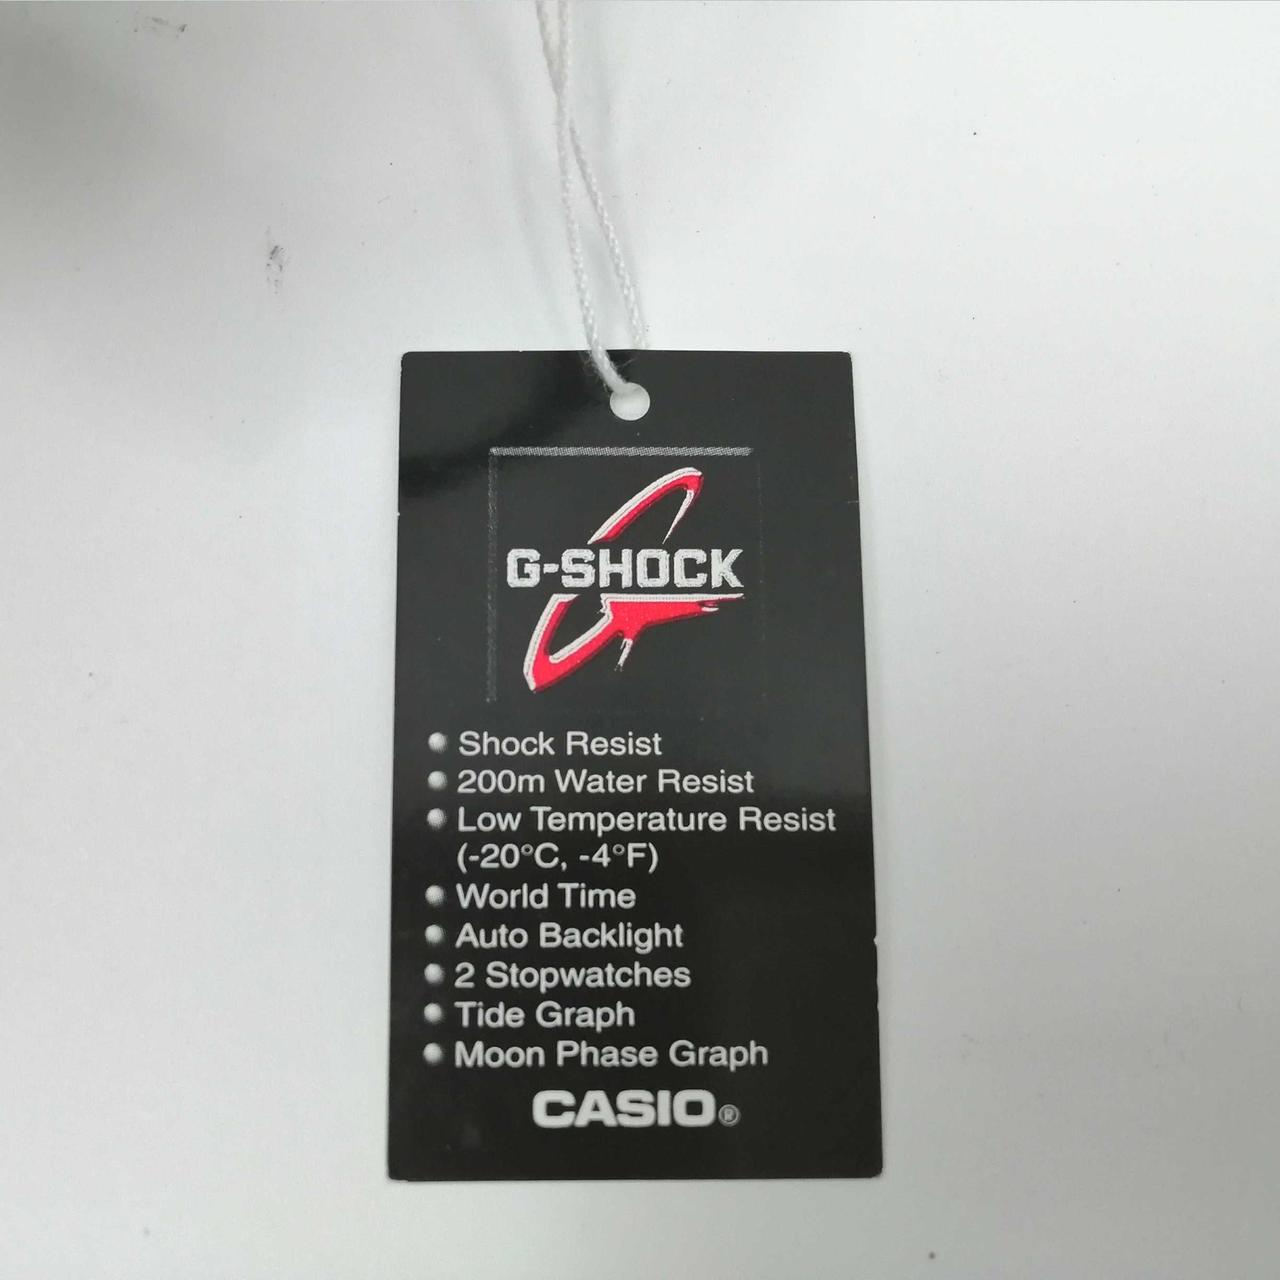 G-SHOCK
Shock Resist
200m Water Resist
Low Temperature Resist
(-20°C, -4°F)
World Time
Auto Backlight
2 Stopwatches
Tide Graph
Moon Phase Graph
CASIO®